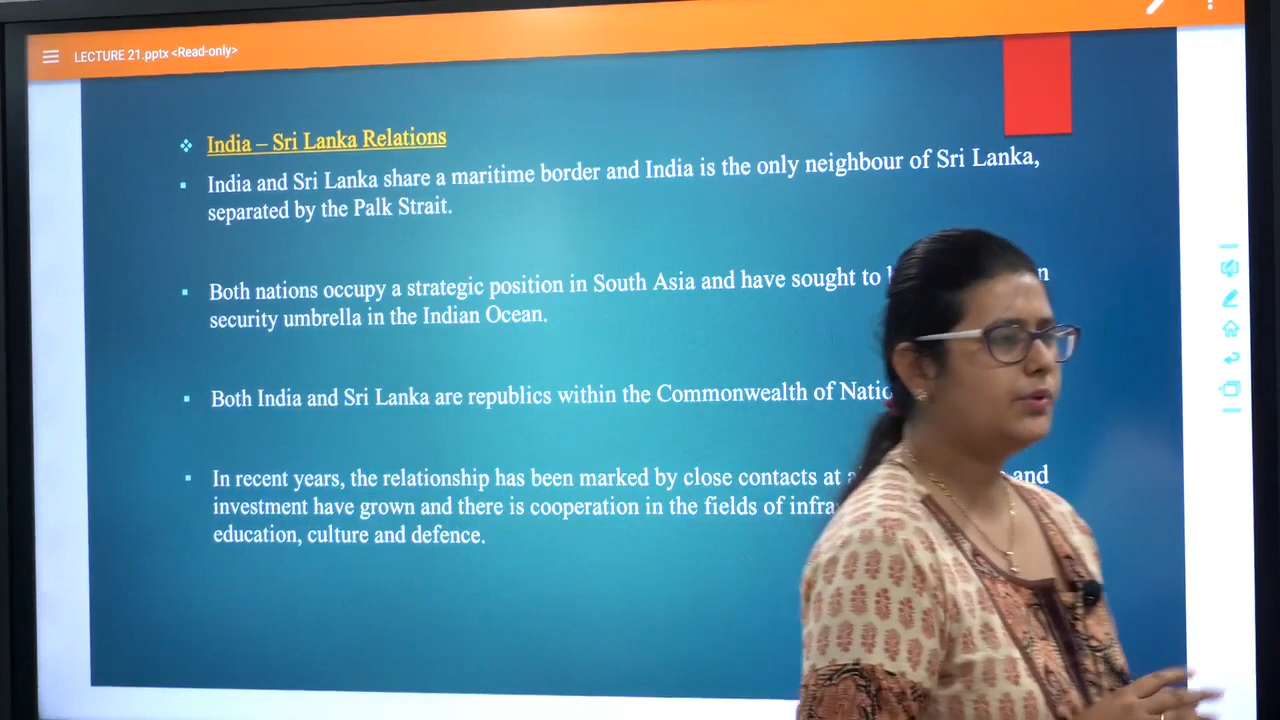 LECTURE 21.pptx <Read-only>
India – Sri Lanka Relations
India and Sri Lanka share a maritime border and India is the only neighbour of Sri Lanka,
separated by the Palk Strait.
Both nations occupy a strategic position in South Asia and have sought to
security umbrella in the Indian Ocean.
Both India and Sri Lanka are republics within the Commonwealth of
In recent years, the relationship has been marked by close contacts at and
investment have grown and there is cooperation in the fields of
education, culture and defence.